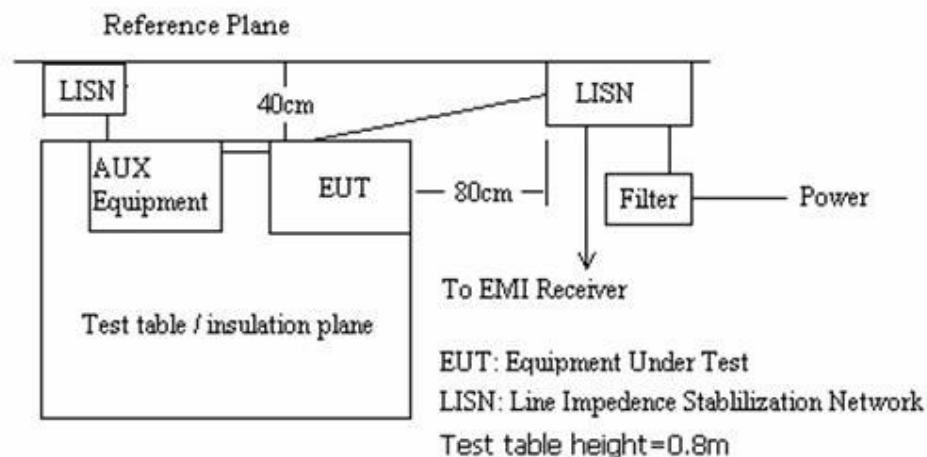 Reference Plane
LISN
40cm
LISN
AUX
Equipment
EUT
80cm
Filter
Power
To EMI Receiver
Test table / insulation plane
EUT: Equipment Under Test
LISN: Line Impedence Stablilization Network
Test table height=0.8m